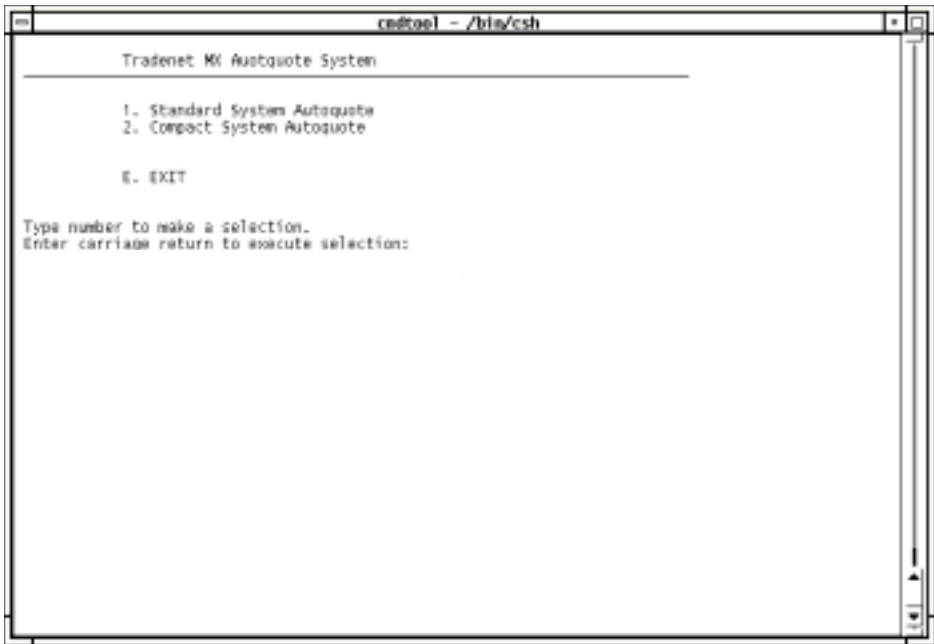 cmdtool - /bin/csh
Tradenet MX Auotquote System
1. Standard System Autoquote
2. Compact System Autoquote
E. EXIT
Type number to make a selection.
Enter carriage return to execute selection: